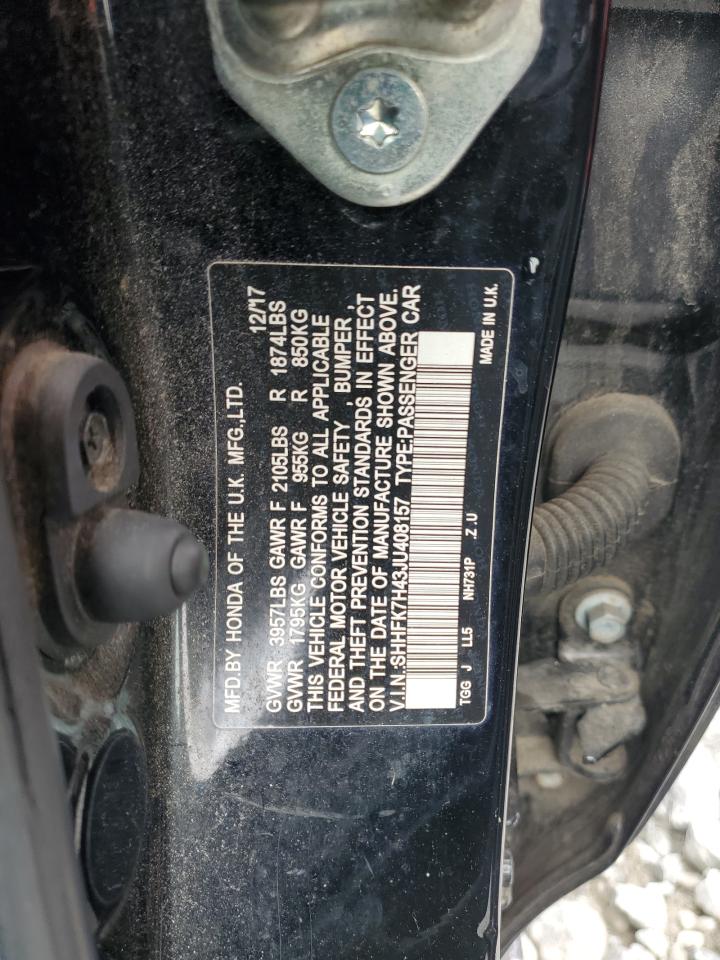 MFD.BY HONDA OF THE U.K. MFG.,LTD. 12/17
GVWR 3957LBS GAWR F 2105LBS R 1874LBS
GVWR 1795KG GAWR F 955KG R 850KG
THIS VEHICLE CONFORMS TO ALL APPLICABLE
FEDERAL MOTOR VEHICLE SAFETY , BUMPER ,
AND THEFT PREVENTION STANDARDS IN EFFECT
ON THE DATE OF MANUFACTURE SHOWN ABOVE.
V.I.N.:SHHFK7H43JU408157 TYPE:PASSENGER CAR
TGG J LL5 NH731P .Z .U MADE IN U.K.